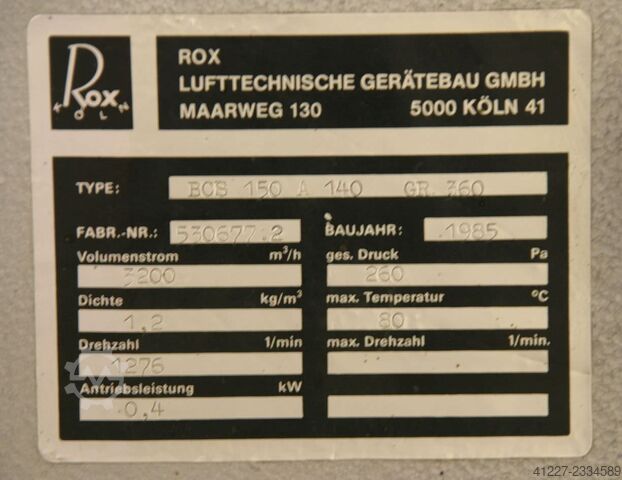 Rox
KÖLN
ROX
LUFTTECHNISCHE GERÄTEBAU GMBH
MAARWEG 130 5000 KÖLN 41
TYPE: BCB 150 A 140 GR. 360
FABR.-NR.: 530677.2 BAUJAHR: 1985
Volumenstrom m³/h ges. Druck Pa
3200 260
Dichte kg/m³ max. Temperatur °C
1,2 80
Drehzahl 1/min max. Drehzahl 1/min
1276
Antriebsleistung kW
0,4
41227-2334589